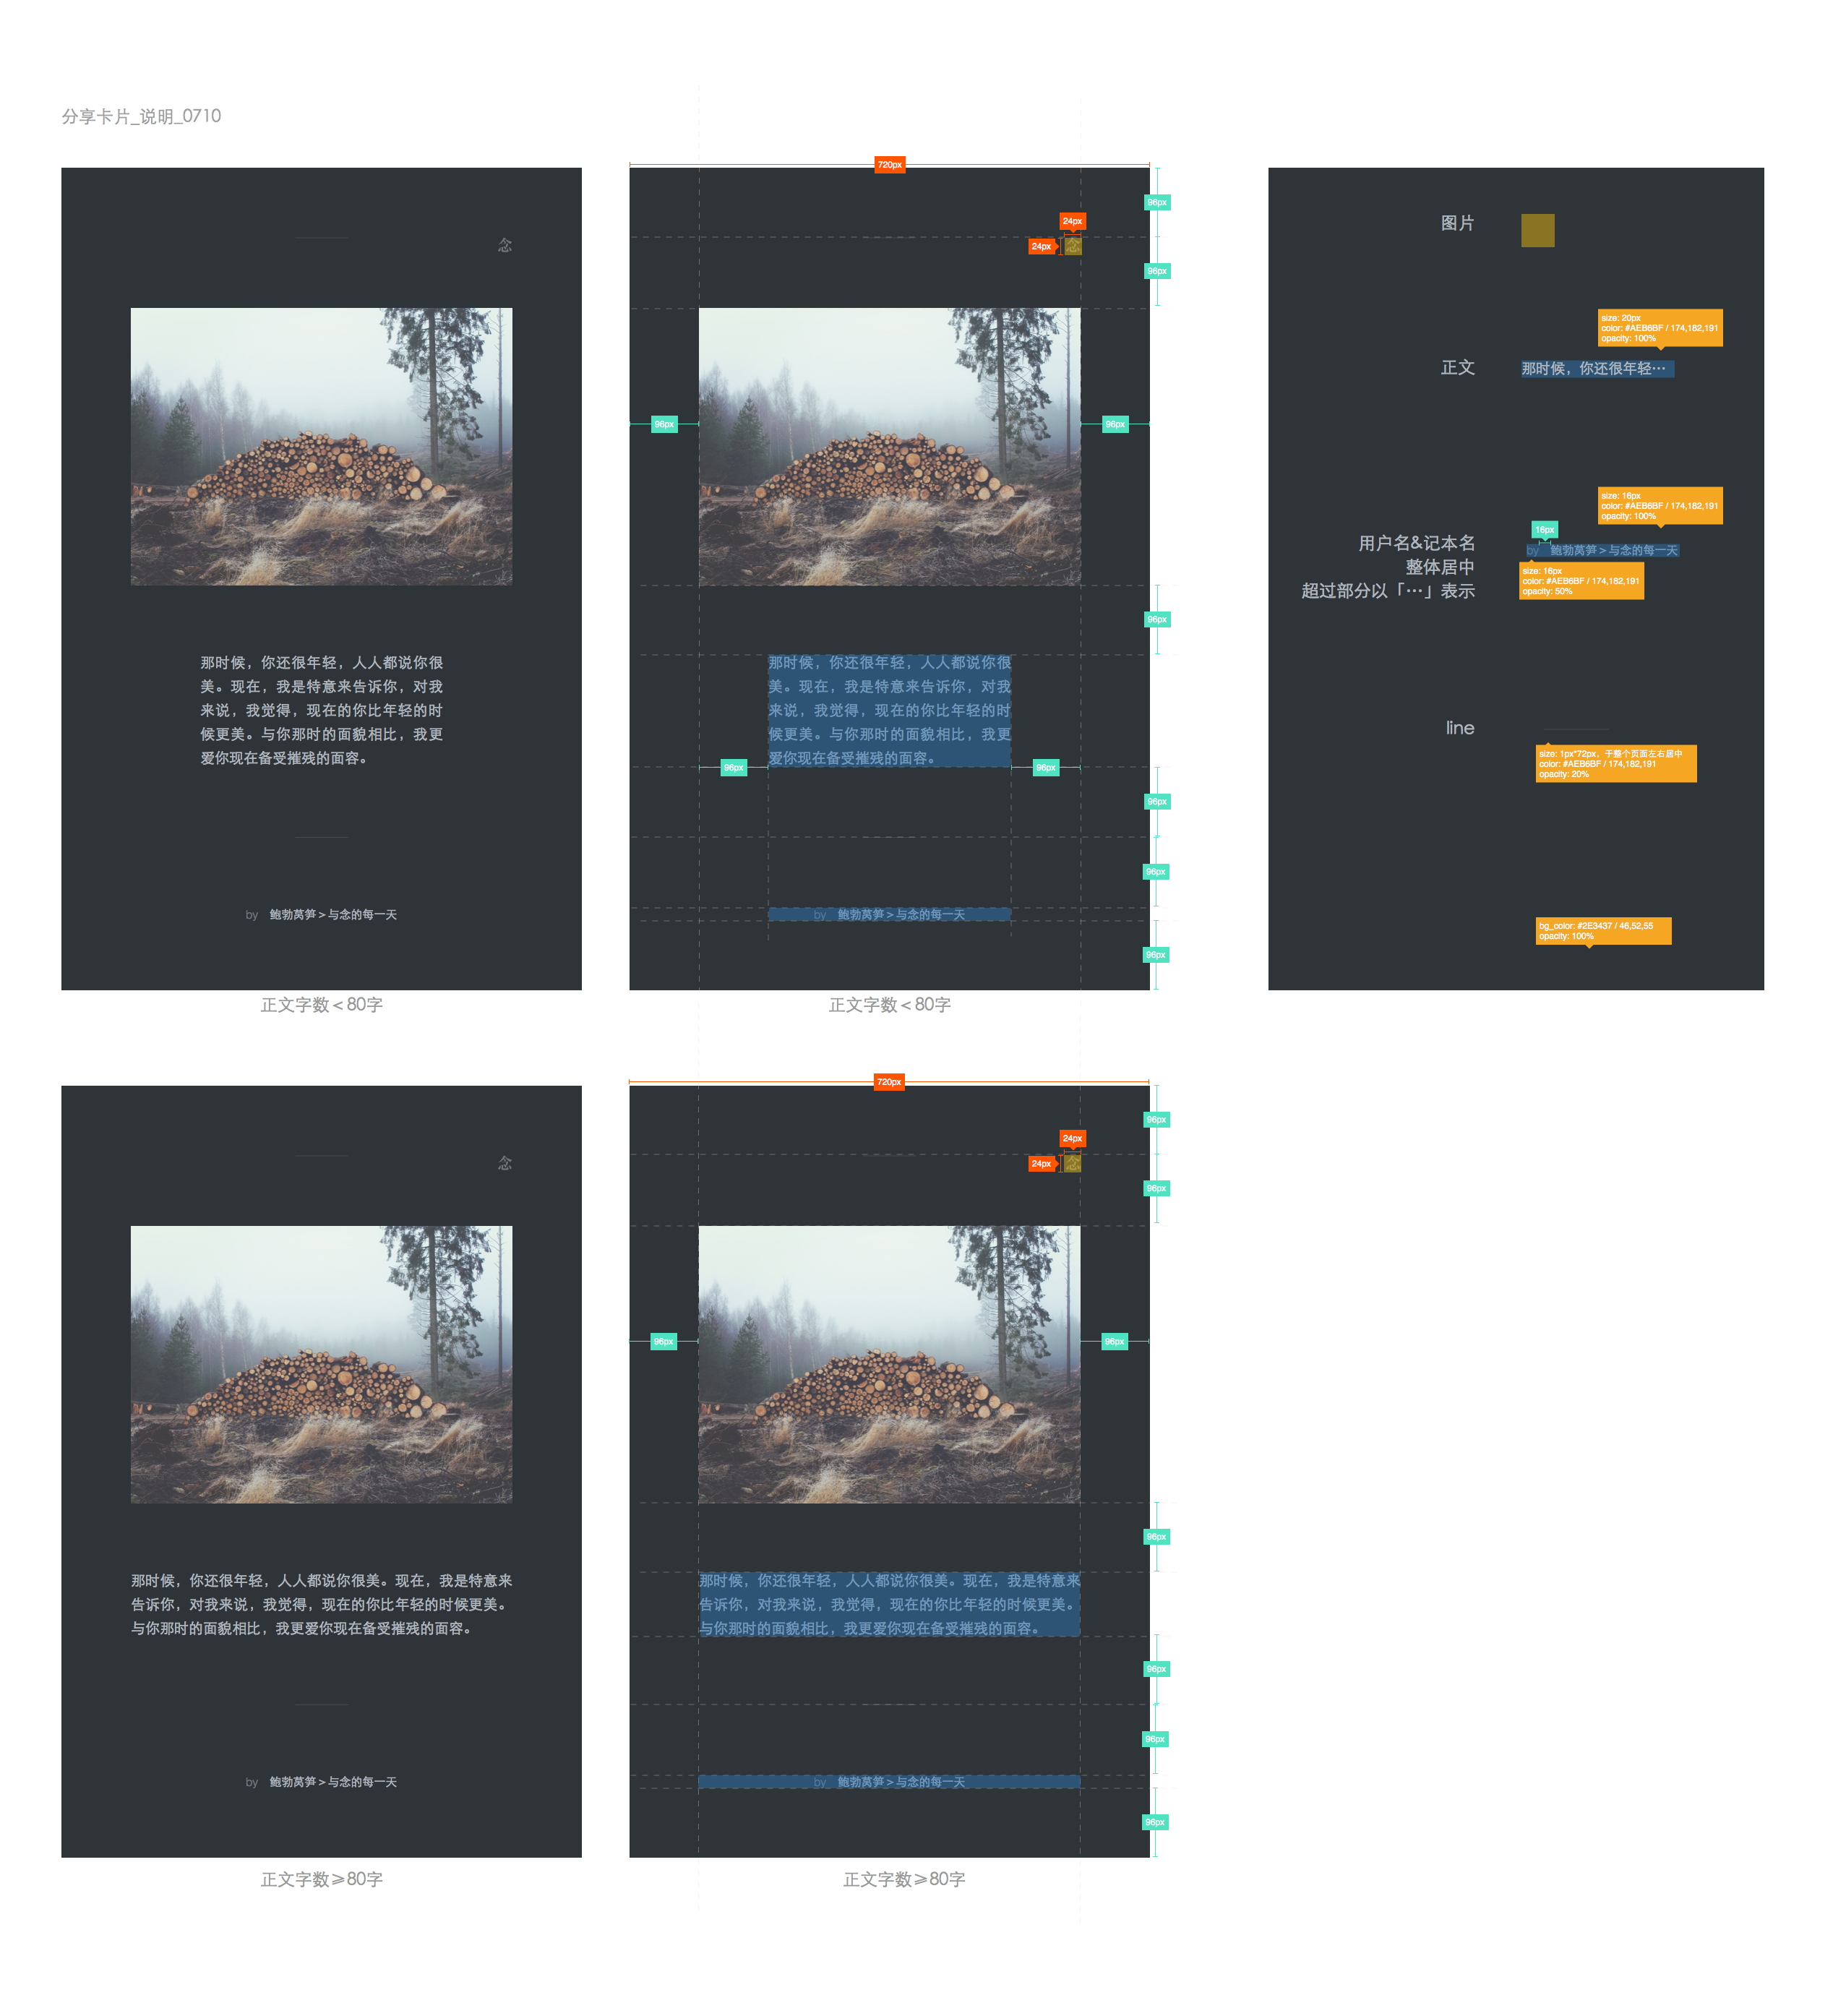 分享卡片_说明_0710
念
那时候，你还很年轻，人人都说你很
美。现在，我是特意来告诉你，对我
来说，我觉得，现在的你比年轻的时
候更美。与你那时的面貌相比，我更
爱你现在备受摧残的面容。
by 鲍勃莴笋>与念的每一天
正文字数<80字
720px
96px
24px
24px
念
96px
96px
96px
96px
那时候，你还很年轻，人人都说你很
美。现在，我是特意来告诉你，对我
来说，我觉得，现在的你比年轻的时
候更美。与你那时的面貌相比，我更
爱你现在备受摧残的面容。
96px
96px
96px
96px
by 鲍勃莴笋>与念的每一天
96px
正文字数<80字
图片
size: 20px
color: #AEB6BF / 174,182,191
opacity: 100%
正文
那时候，你还很年轻…
size: 16px
color: #AEB6BF / 174,182,191
opacity: 100%
16px
用户名&记本名
整体居中
超过部分以「…」表示
by 鲍勃莴笋>与念的每一天
size: 16px
color: #AEB6BF / 174,182,191
opacity: 50%
line
size: 1px*72px，于整个页面左右居中
color: #AEB6BF / 174,182,191
opacity: 20%
bg_color: #2E3437 / 46,52,55
opacity: 100%
念
那时候，你还很年轻，人人都说你很美。现在，我是特意来
告诉你，对我来说，我觉得，现在的你比年轻的时候更美。
与你那时的面貌相比，我更爱你现在备受摧残的面容。
by 鲍勃莴笋>与念的每一天
正文字数≥80字
720px
96px
24px
24px
念
96px
96px
96px
96px
那时候，你还很年轻，人人都说你很美。现在，我是特意来
告诉你，对我来说，我觉得，现在的你比年轻的时候更美。
与你那时的面貌相比，我更爱你现在备受摧残的面容。
96px
96px
by 鲍勃莴笋>与念的每一天
96px
正文字数≥80字